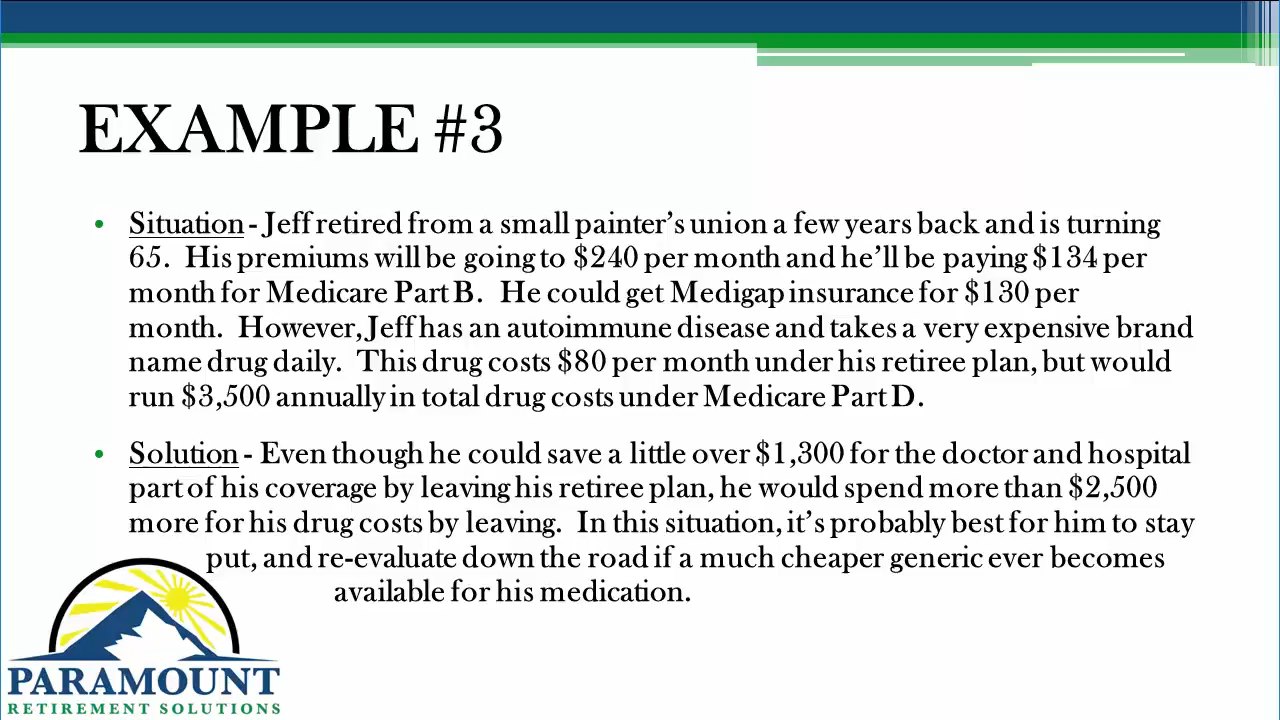 EXAMPLE #3
• Situation - Jeff retired from a small painter’s union a few years back and is turning
65. His premiums will be going to $240 per month and he’ll be paying $134 per
month for Medicare Part B. He could get Medigap insurance for $130 per
month. However, Jeff has an autoimmune disease and takes a very expensive brand
name drug daily. This drug costs $80 per month under his retiree plan, but would
run $3,500 annually in total drug costs under Medicare Part D.
• Solution - Even though he could save a little over $1,300 for the doctor and hospital
part of his coverage by leaving his retiree plan, he would spend more than $2,500
more for his drug costs by leaving. In this situation, it’s probably best for him to stay
put, and re-evaluate down the road if a much cheaper generic ever becomes
available for his medication.
PARAMOUNT
RETIREMENT SOLUTIONS